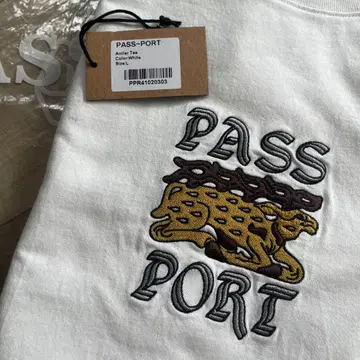 PASS-PORT
Antler Tee
Color:White
Size:L
PPR41020303
PASS
PORT